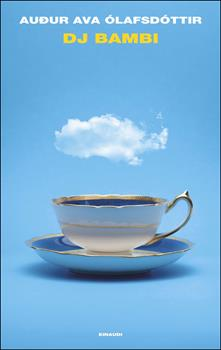 AUÐUR AVA ÓLAFSDÓTTIR
DJ BAMBI
EINAUDI